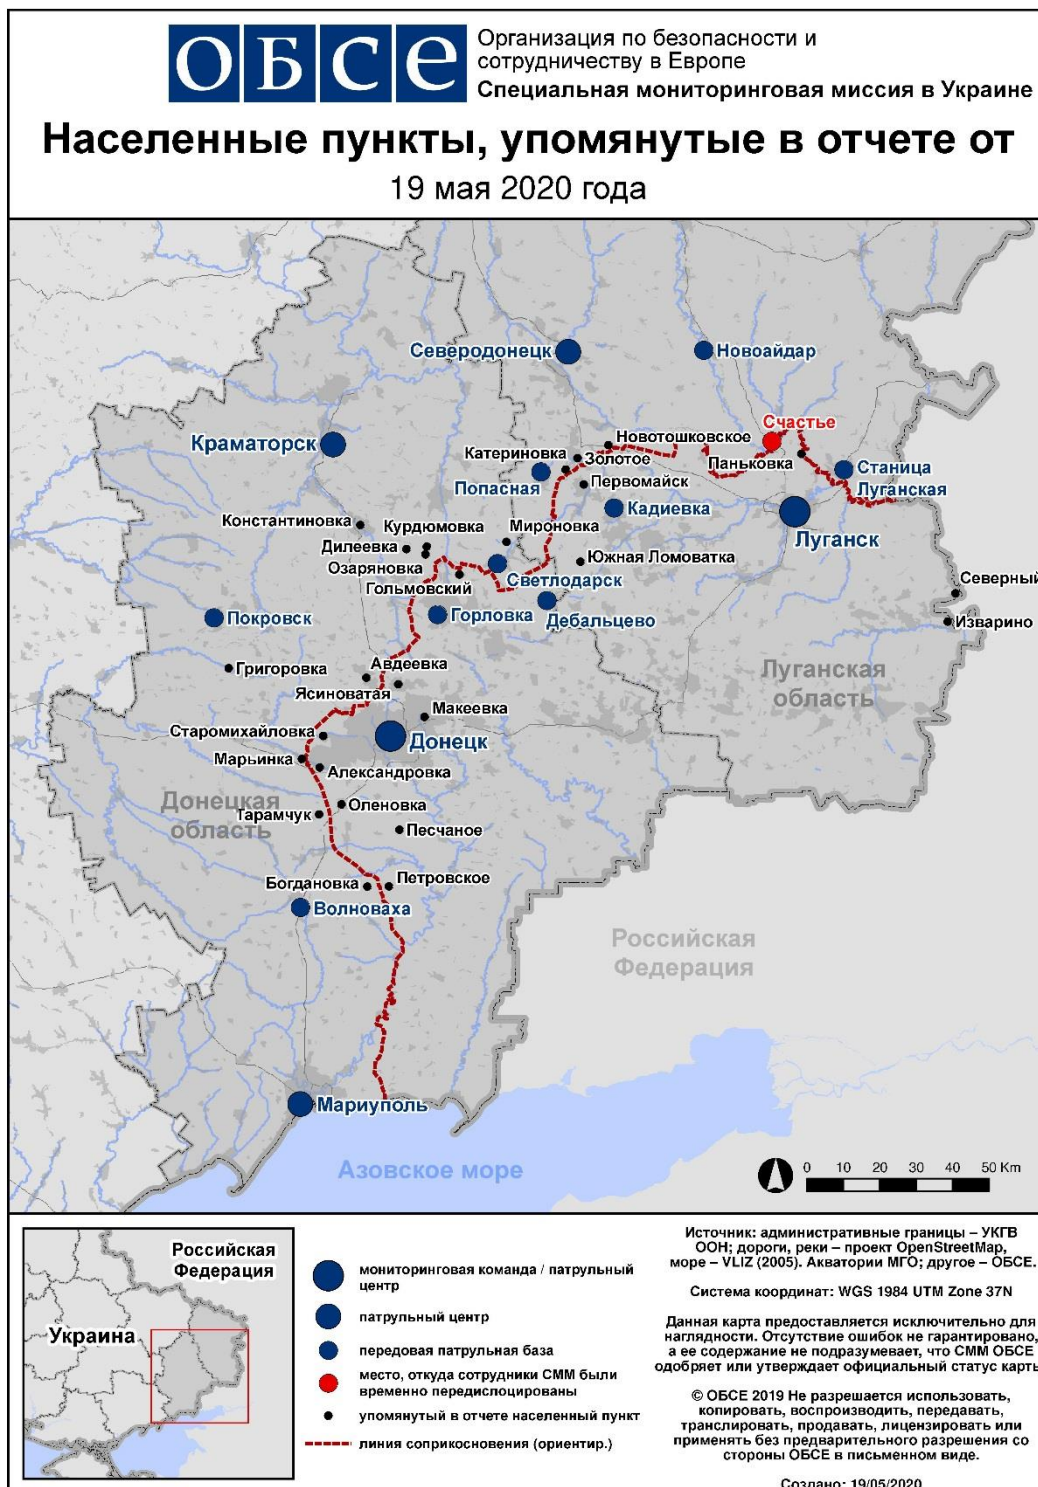 ОБСЕ
Организация по безопасности и
сотрудничеству в Европе
Специальная мониторинговая миссия в Украине
Населенные пункты, упомянутые в отчете от
19 мая 2020 года
Северодонецк
Новоайдар
Счастье
Краматорск
Новотошковское
Катериновка
Золотое
Паньковка
Станица
Луганская
Попасная
Первомайск
Кадиевка
Луганск
Константиновка
Курдюмовка
Мироновка
Дилеевка
Озаряновка
Южная Ломоватка
Гольмовский
Светлодарск
Северный
Покровск
Горловка
Дебальцево
Изварино
Григоровка
Авдеевка
Луганская
область
Ясиноватая
Макеевка
Старомихайловка
Донецк
Марьинка
Александровка
Донецкая
область
Тарамчук
Оленовка
Песчаное
Богдановка
Петровское
Волноваха
Российская
Федерация
Мариуполь
Азовское море
0 10 20 30 40 50 Km
Российская
Федерация
Украина
мониторинговая команда / патрульный
центр
патрульный центр
передовая патрульная база
место, откуда сотрудники СММ были
временно передислоцированы
упомянутый в отчете населенный пункт
линия соприкосновения (ориентир.)
Источник: административные границы – УКГВ
ООН; дороги, реки – проект OpenStreetMap,
море – VLIZ (2005). Акватории МГО; другое – ОБСЕ.
Система координат: WGS 1984 UTM Zone 37N
Данная карта предоставляется исключительно для
наглядности. Отсутствие ошибок не гарантировано,
а ее содержание не подразумевает, что СММ ОБСЕ
одобряет или утверждает официальный статус карты
© ОБСЕ 2019 Не разрешается использовать,
копировать, воспроизводить, передавать,
транслировать, продавать, лицензировать или
применять без предварительного разрешения со
стороны ОБСЕ в письменном виде.
Создано: 19/05/2020